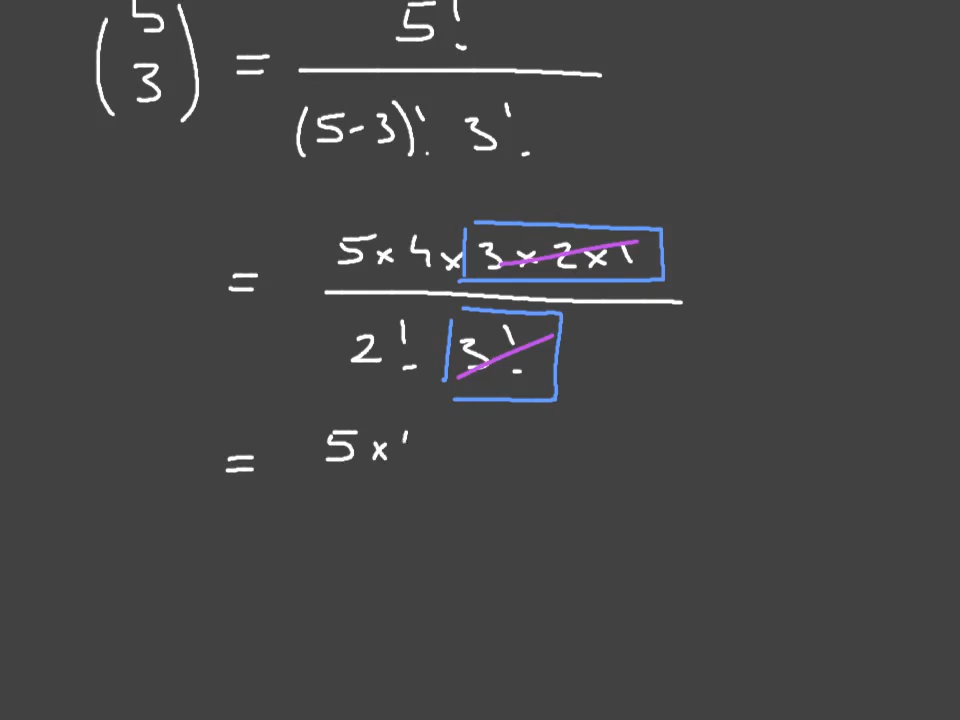 (5 3) = 5! / (5-3)! 3!
= 5 x 4 x 3 x 2 x 1 / 2! 3!
= 5 x